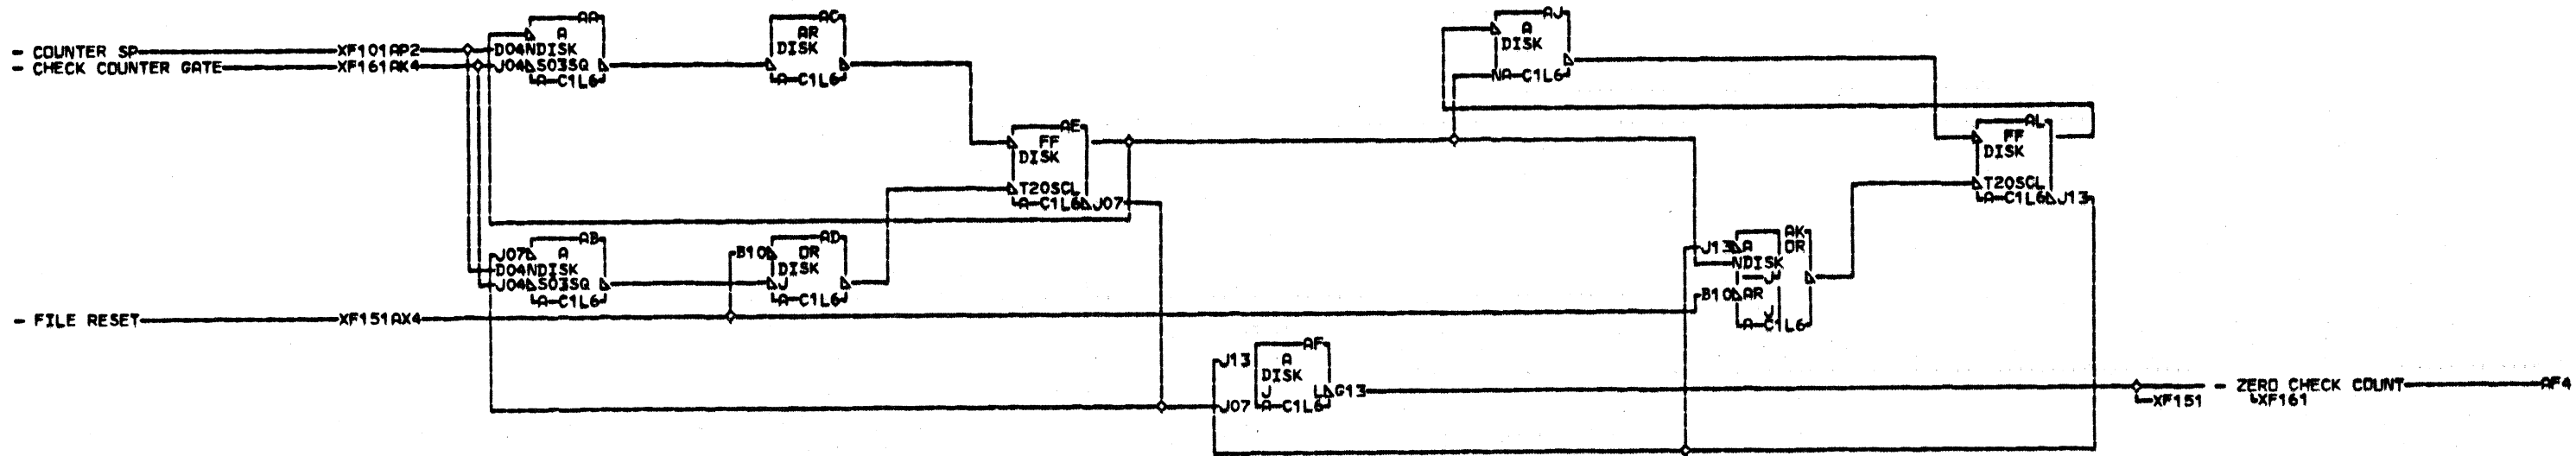 - COUNTER SP XF101AP2
- CHECK COUNTER GATE XF161AK4
AA
A
D04NDISK
J04 S03SQ
A-C1L6
AC
AR
DISK
A-C1L6
AJ
A
DISK
NA-C1L6
AE
FF
DISK
T20SCL
A-C1L6 J07
AL
FF
DISK
T20SCL
A-C1L6 J13
AB
J07 A
D04NDISK
J04 S03SQ
A-C1L6
AD
B10 OR
DISK
J
A-C1L6
AK
J13 A OR
NDISK
J
B10 AR
J
A-C1L6
- FILE RESET XF151AX4
AF
J13 A
DISK
J L G13
J07 A-C1L6
- ZERO CHECK COUNT AF4
XF151 XF161